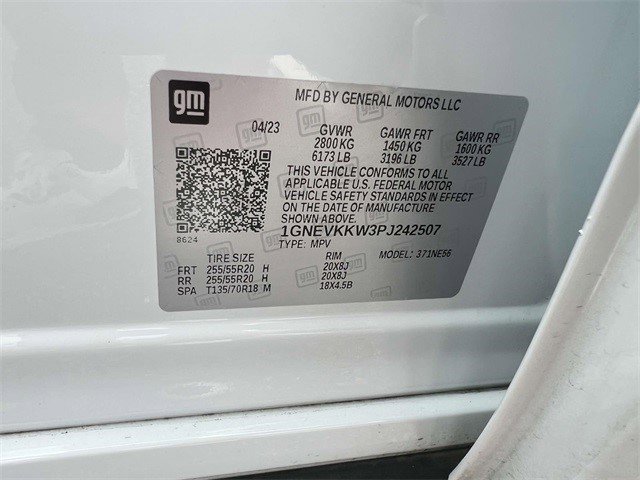 gm
MFD BY GENERAL MOTORS LLC
04/23 GVWR GAWR FRT GAWR RR
2800 KG 1450 KG 1600 KG
6173 LB 3196 LB 3527 LB
THIS VEHICLE CONFORMS TO ALL
APPLICABLE U.S. FEDERAL MOTOR
VEHICLE SAFETY STANDARDS IN EFFECT
ON THE DATE OF MANUFACTURE
SHOWN ABOVE.
8624 1GNEVKKW3PJ242507
TYPE: MPV MODEL: 371NE56
TIRE SIZE RIM
FRT 255/55R20 H 20X8J
RR 255/55R20 H 20X8J
SPA T135/70R18 M 18X4.5B